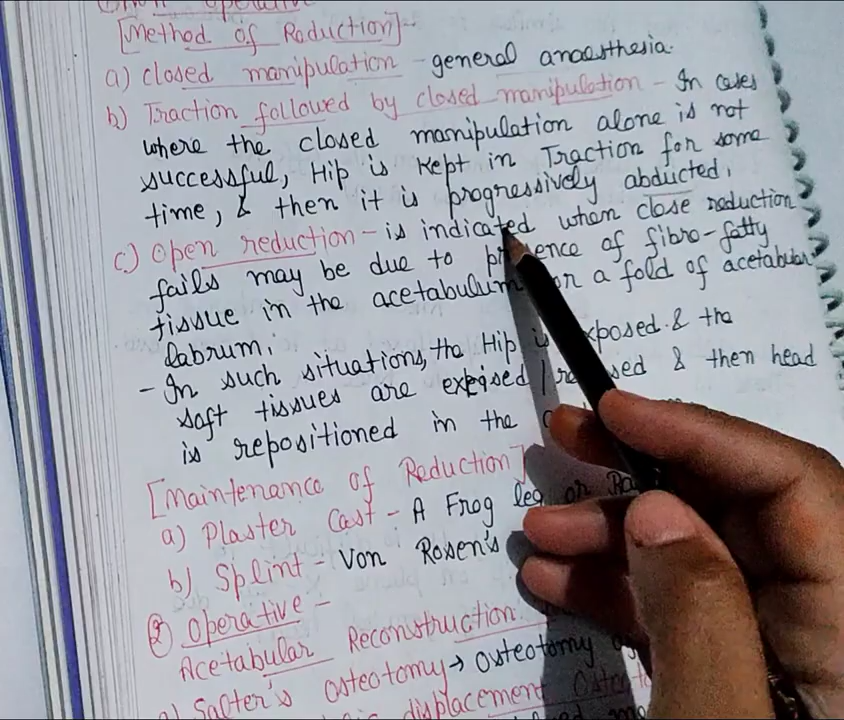 [Method of Reduction]-
a) closed manipulation - general anaesthesia.
b) Traction followed by closed manipulation - In cases
where the closed manipulation alone is not
successful, Hip is kept in Traction for some
time, & then it is progressively abducted.
c) Open reduction - is indicated when close reduction
fails may be due to of fibro-fatty
tissue in the acetabulum a fold of acetabular
labrum.
- In such situations, the Hip is & the
soft tissues are & then head
is repositioned in the
[Maintenance of Reduction]
a) Plaster Cast - A Frog leg or
b) Splint - Von Rosen's
② Operative -
Acetabular Reconstruction
Salter's Osteotomy → Osteotomy
displacement